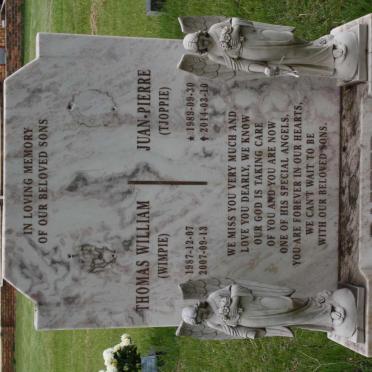 IN LOVING MEMORY
OF OUR BELOVED SONS
THOMAS WILLIAM
(WIMPIE)
1987-12-07
2007-09-13
JUAN-PIERRE
(TJOPPIE)
★ 1989-09-30
✝ 2014-03-10
WE MISS YOU VERY MUCH AND
LOVE YOU DEARLY, WE KNOW
OUR GOD IS TAKING CARE
OF YOU AND YOU ARE NOW
ONE OF HIS SPECIAL ANGELS,
YOU ARE FOREVER IN OUR HEARTS,
WE CAN'T WAIT TO BE
WITH OUR BELOVED SONS.